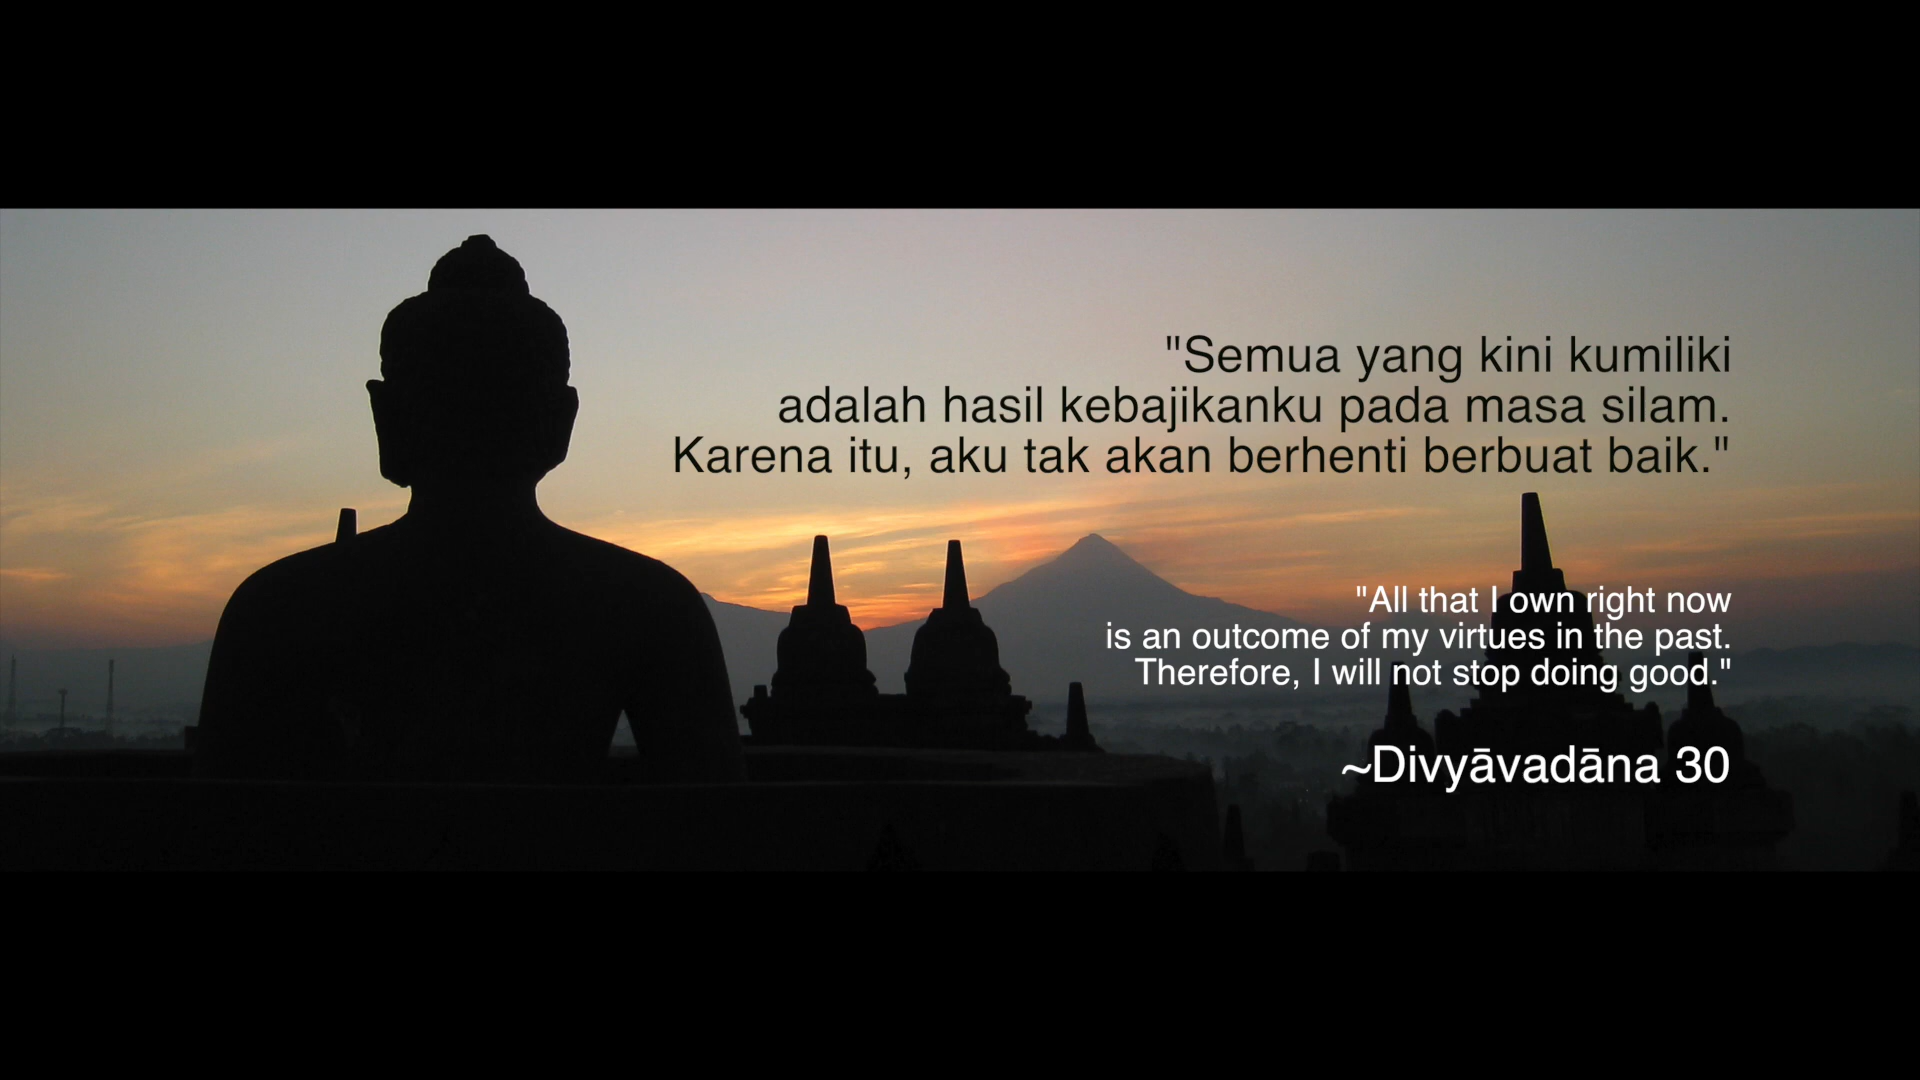 "Semua yang kini kumiliki
adalah hasil kebajikanku pada masa silam.
Karena itu, aku tak akan berhenti berbuat baik."
"All that I own right now
is an outcome of my virtues in the past.
Therefore, I will not stop doing good."
~Divyāvadāna 30